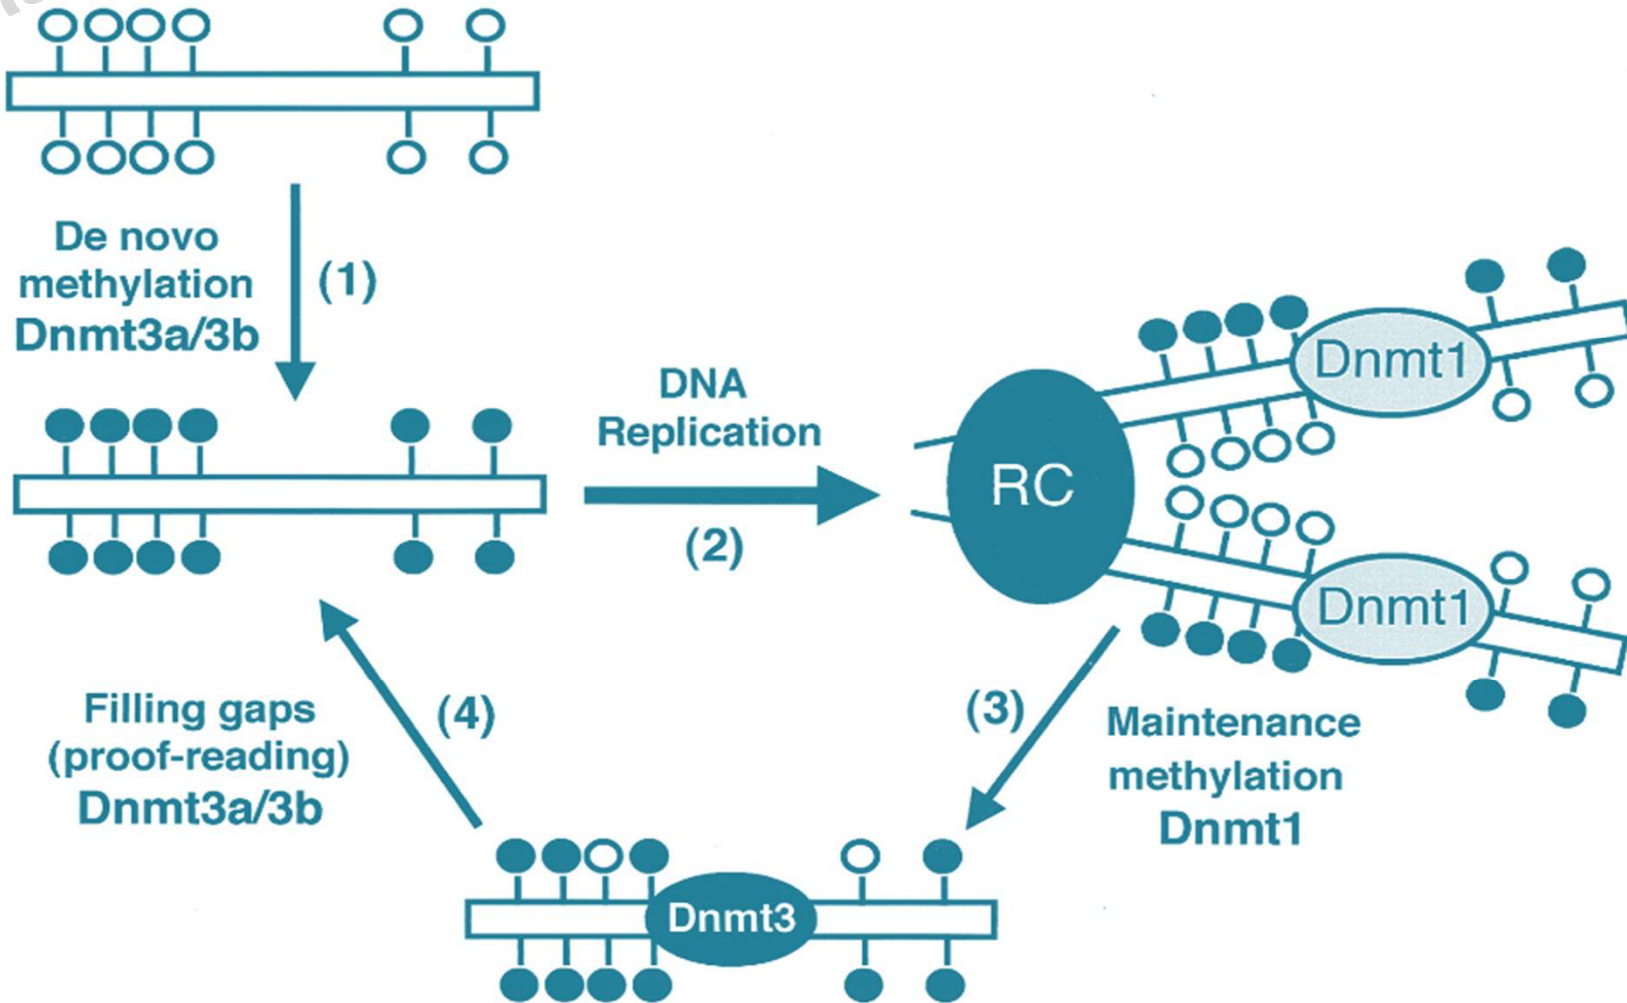 De novo
methylation
Dnmt3a/3b
(1)
DNA
Replication
(2)
RC
Dnmt1
Dnmt1
(3)
Maintenance
methylation
Dnmt1
Filling gaps
(proof-reading)
Dnmt3a/3b
(4)
Dnmt3